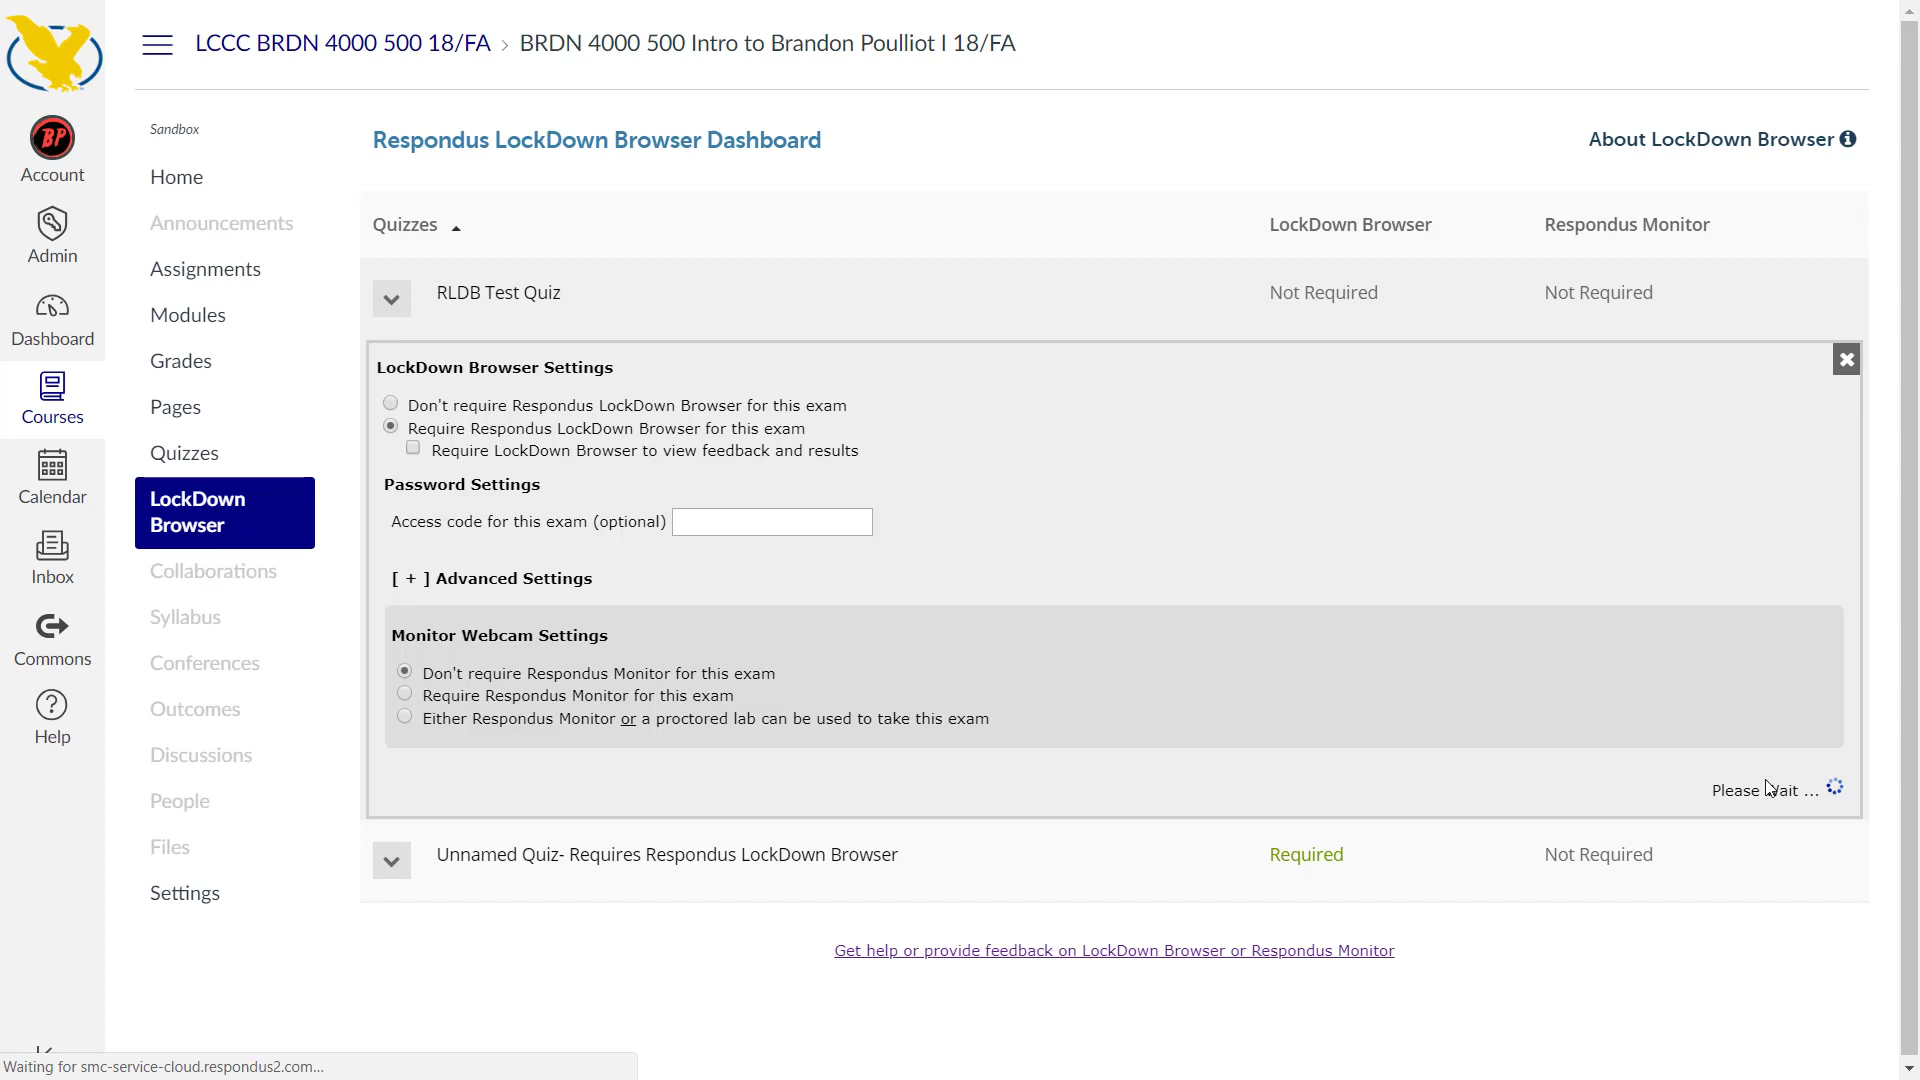 LCCC BRDN 4000 500 18/FA › BRDN 4000 500 Intro to Brandon Poulliot I 18/FA
BP
Account
Admin
Dashboard
Courses
Calendar
Inbox
Commons
Help
Sandbox
Home
Announcements
Assignments
Modules
Grades
Pages
Quizzes
LockDown
Browser
Collaborations
Syllabus
Conferences
Outcomes
Discussions
People
Files
Settings
Respondus LockDown Browser Dashboard
About LockDown Browser
Quizzes LockDown Browser Respondus Monitor
RLDB Test Quiz Not Required Not Required
LockDown Browser Settings
Don't require Respondus LockDown Browser for this exam
Require Respondus LockDown Browser for this exam
Require LockDown Browser to view feedback and results
Password Settings
Access code for this exam (optional)
[ + ] Advanced Settings
Monitor Webcam Settings
Don't require Respondus Monitor for this exam
Require Respondus Monitor for this exam
Either Respondus Monitor or a proctored lab can be used to take this exam
Please Wait ...
Unnamed Quiz- Requires Respondus LockDown Browser Required Not Required
Get help or provide feedback on LockDown Browser or Respondus Monitor
Waiting for smc-service-cloud.respondus2.com...